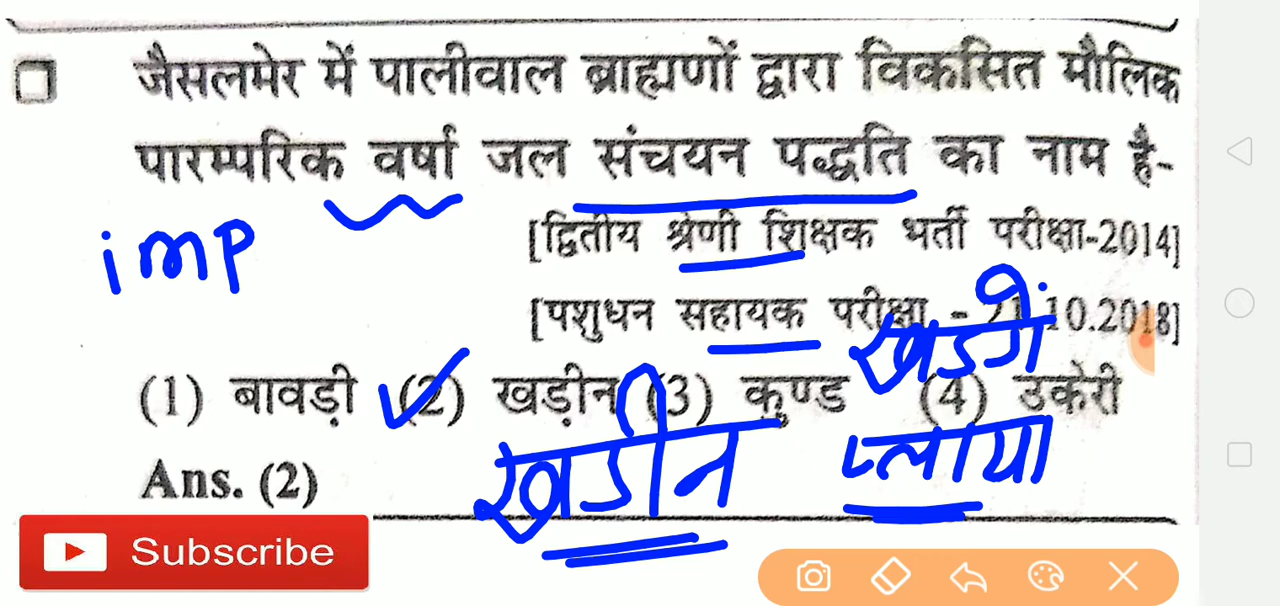 जैसलमेर में पालीवाल ब्राह्मणों द्वारा विकसित मौलिक
पारम्परिक वर्षा जल संचयन पद्धति का नाम है-
imp
[द्वितीय श्रेणी शिक्षक भर्ती परीक्षा-2014]
[पशुधन सहायक परीक्षा - 21.10.2018]
(1) बावड़ी (2) खड़ीन (3) कुण्ड (4) उकेरी
Ans. (2)
खडीन
प्लाया
Subscribe